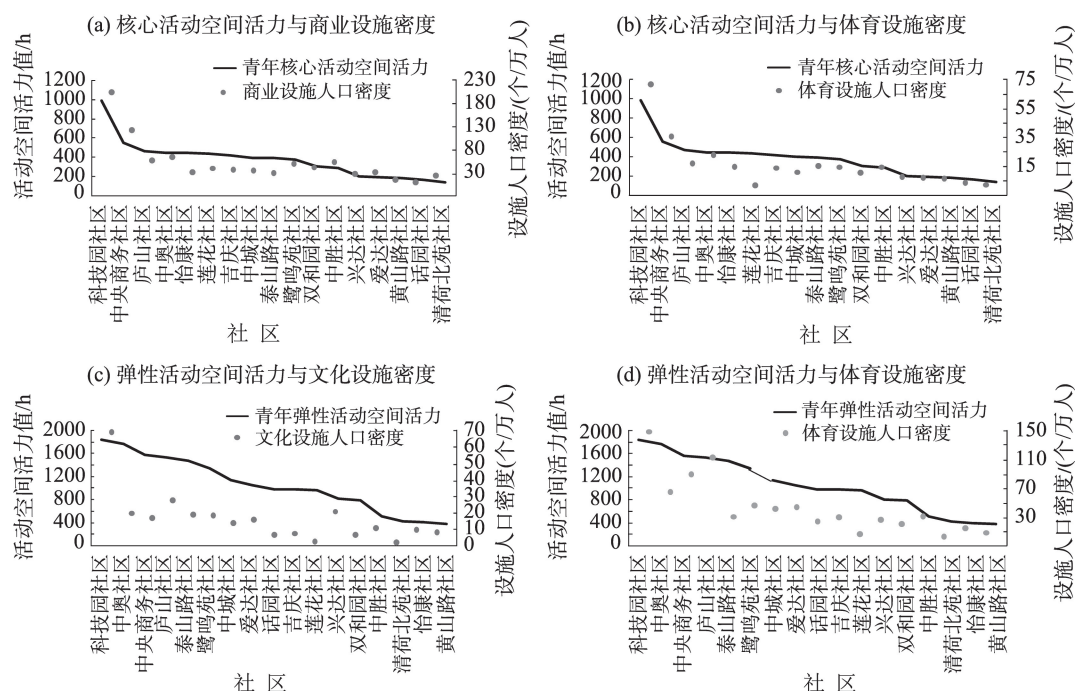 (a) 核心活动空间活力与商业设施密度
活动空间活力值/h
1200
1000
800
600
400
200
0
青年核心活动空间活力
商业设施人口密度
230
180
130
80
30
设施人口密度/(个/万人)
科技园社区
中央商务社区
庐山社区
中奥社区
怡康社区
莲花社区
吉庆社区
中城社区
泰山路社区
鹭鸣苑社区
双和园社区
中胜社区
兴达社区
爱达社区
黄山路社区
话园社区
清荷北苑社区
社 区
(b) 核心活动空间活力与体育设施密度
活动空间活力值/h
1200
1000
800
600
400
200
0
青年核心活动空间活力
体育设施人口密度
75
55
35
15
设施人口密度/(个/万人)
科技园社区
中央商务社区
庐山社区
中奥社区
怡康社区
莲花社区
吉庆社区
中城社区
泰山路社区
鹭鸣苑社区
双和园社区
中胜社区
兴达社区
爱达社区
黄山路社区
话园社区
清荷北苑社区
社 区
(c) 弹性活动空间活力与文化设施密度
活动空间活力值/h
2000
1600
1200
800
400
0
青年弹性活动空间活力
文化设施人口密度
70
60
50
40
30
20
10
0
设施人口密度(个/万人)
科技园社区
中奥社区
中央商务社区
庐山社区
泰山路社区
鹭鸣苑社区
中城社区
爱达社区
话园社区
吉庆社区
莲花社区
兴达社区
双和园社区
中胜社区
清荷北苑社区
怡康社区
黄山路社区
社 区
(d) 弹性活动空间活力与体育设施密度
活动空间活力值/h
2000
1600
1200
800
400
0
青年弹性活动空间活力
体育设施人口密度
150
110
70
30
设施人口密度/(个/万人)
科技园社区
中奥社区
中央商务社区
庐山社区
泰山路社区
鹭鸣苑社区
中城社区
爱达社区
话园社区
吉庆社区
莲花社区
兴达社区
双和园社区
中胜社区
清荷北苑社区
怡康社区
黄山路社区
社 区